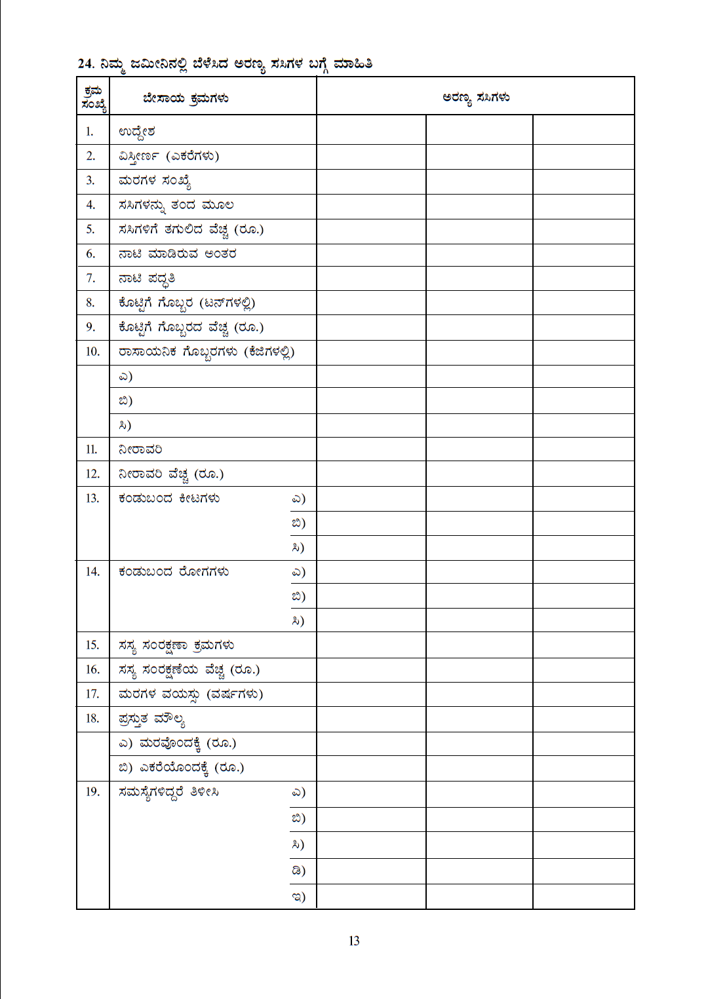 24. ನಿಮ್ಮ ಜಮೀನಿನಲ್ಲಿ ಬೆಳೆಸಿದ ಅರಣ್ಯ ಸಸಿಗಳ ಬಗ್ಗೆ ಮಾಹಿತಿ
ಕ್ರಮ ಸಂಖ್ಯೆ ಬೇಸಾಯ ಕ್ರಮಗಳು ಅರಣ್ಯ ಸಸಿಗಳು
1. ಉದ್ದೇಶ
2. ವಿಸ್ತೀರ್ಣ (ಎಕರೆಗಳು)
3. ಮರಗಳ ಸಂಖ್ಯೆ
4. ಸಸಿಗಳನ್ನು ತಂದ ಮೂಲ
5. ಸಸಿಗಳಿಗೆ ತಗುಲಿದ ವೆಚ್ಚ (ರೂ.)
6. ನಾಟಿ ಮಾಡಿರುವ ಅಂತರ
7. ನಾಟಿ ಪದ್ಧತಿ
8. ಕೊಟ್ಟಿಗೆ ಗೊಬ್ಬರ (ಟನ್‌ಗಳಲ್ಲಿ)
9. ಕೊಟ್ಟಿಗೆ ಗೊಬ್ಬರದ ವೆಚ್ಚ (ರೂ.)
10. ರಾಸಾಯನಿಕ ಗೊಬ್ಬರಗಳು (ಕೆಜಿಗಳಲ್ಲಿ)
ಎ)
ಬಿ)
ಸಿ)
11. ನೀರಾವರಿ
12. ನೀರಾವರಿ ವೆಚ್ಚ (ರೂ.)
13. ಕಂಡುಬಂದ ಕೀಟಗಳು ಎ)
ಬಿ)
ಸಿ)
14. ಕಂಡುಬಂದ ರೋಗಗಳು ಎ)
ಬಿ)
ಸಿ)
15. ಸಸ್ಯ ಸಂರಕ್ಷಣಾ ಕ್ರಮಗಳು
16. ಸಸ್ಯ ಸಂರಕ್ಷಣೆಯ ವೆಚ್ಚ (ರೂ.)
17. ಮರಗಳ ವಯಸ್ಸು (ವರ್ಷಗಳು)
18. ಪ್ರಸ್ತುತ ಮೌಲ್ಯ
ಎ) ಮರವೊಂದಕ್ಕೆ (ರೂ.)
ಬಿ) ಎಕರೆಯೊಂದಕ್ಕೆ (ರೂ.)
19. ಸಮಸ್ಯೆಗಳಿದ್ದರೆ ತಿಳೀಸಿ ಎ)
ಬಿ)
ಸಿ)
ಡಿ)
ಇ)
13